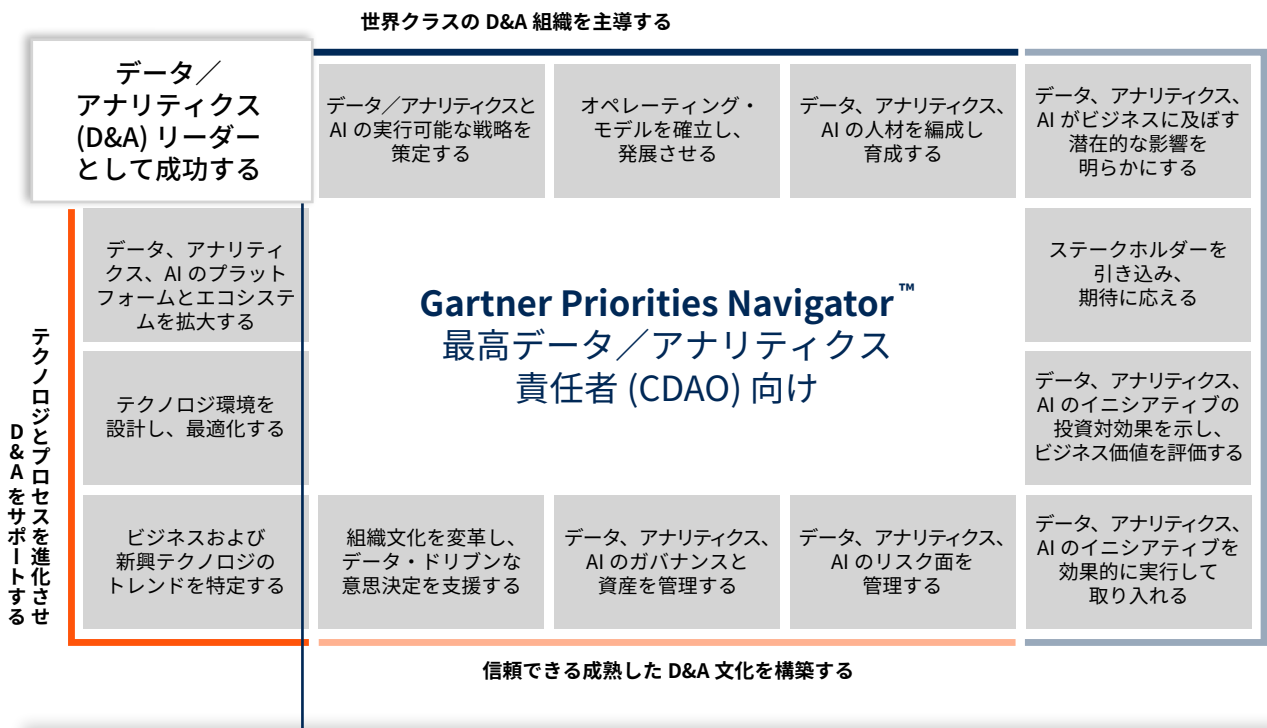 世界クラスの D&A 組織を主導する
データ／
アナリティクス
(D&A) リーダー
として成功する
データ／アナリティクスと
AI の実行可能な戦略を
策定する
オペレーティング・
モデルを確立し、
発展させる
データ、アナリティクス、
AI の人材を編成し
育成する
データ、アナリティクス、
AI がビジネスに及ぼす
潜在的な影響を
明らかにする
データ、アナリティ
クス、AI のプラット
フォームとエコシステ
ムを拡大する
Gartner Priorities Navigator™
最高データ／アナリティクス
責任者 (CDAO) 向け
ステークホルダーを
引き込み、
期待に応える
テクノロジとプロセスを進化させ
D&Aをサポートする
テクノロジ環境を
設計し、最適化する
データ、アナリティクス、
AI のイニシアティブの
投資対効果を示し、
ビジネス価値を評価する
ビジネスおよび
新興テクノロジの
トレンドを特定する
組織文化を変革し、
データ・ドリブンな
意思決定を支援する
データ、アナリティクス、
AI のガバナンスと
資産を管理する
データ、アナリティクス、
AI のリスク面を
管理する
データ、アナリティクス、
AI のイニシアティブを
効果的に実行して
取り入れる
信頼できる成熟した D&A 文化を構築する